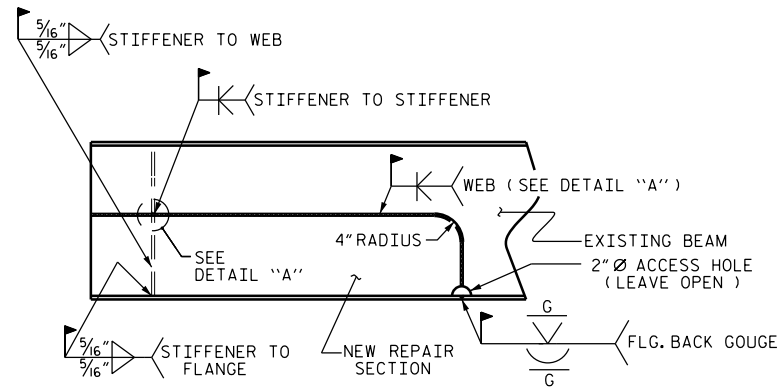 5/16"
5/16"
STIFFENER TO WEB
STIFFENER TO STIFFENER
WEB (SEE DETAIL "A")
4" RADIUS
SEE
DETAIL "A"
EXISTING BEAM
2" Ø ACCESS HOLE
(LEAVE OPEN )
G
G
FLG. BACK GOUGE
5/16"
5/16"
STIFFENER TO
FLANGE
NEW REPAIR
SECTION